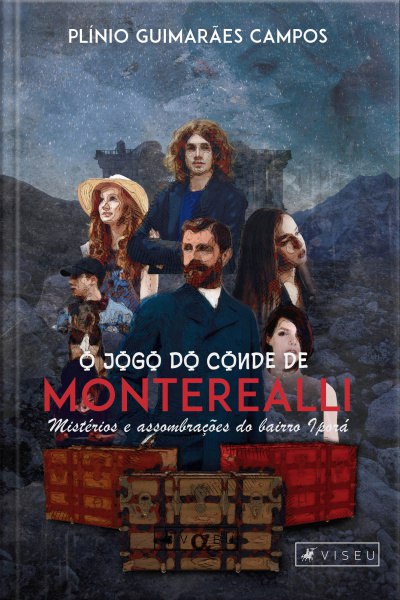 PLÍNIO GUIMARÃES CAMPOS
O JOGO DO CONDE DE
MONTEREALLI
Mistérios e assombrações do bairro Iporá
VISEU